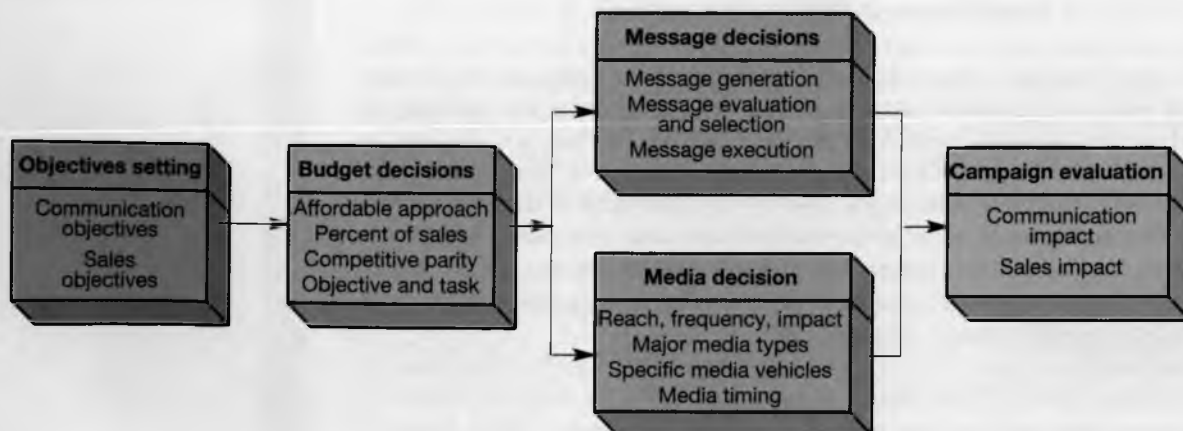 Objectives setting
Communication
objectives
Sales
objectives
Budget decisions
Affordable approach
Percent of sales
Competitive parity
Objective and task
Message decisions
Message generation
Message evaluation
and selection
Message execution
Media decision
Reach, frequency, impact
Major media types
Specific media vehicles
Media timing
Campaign evaluation
Communication
impact
Sales impact